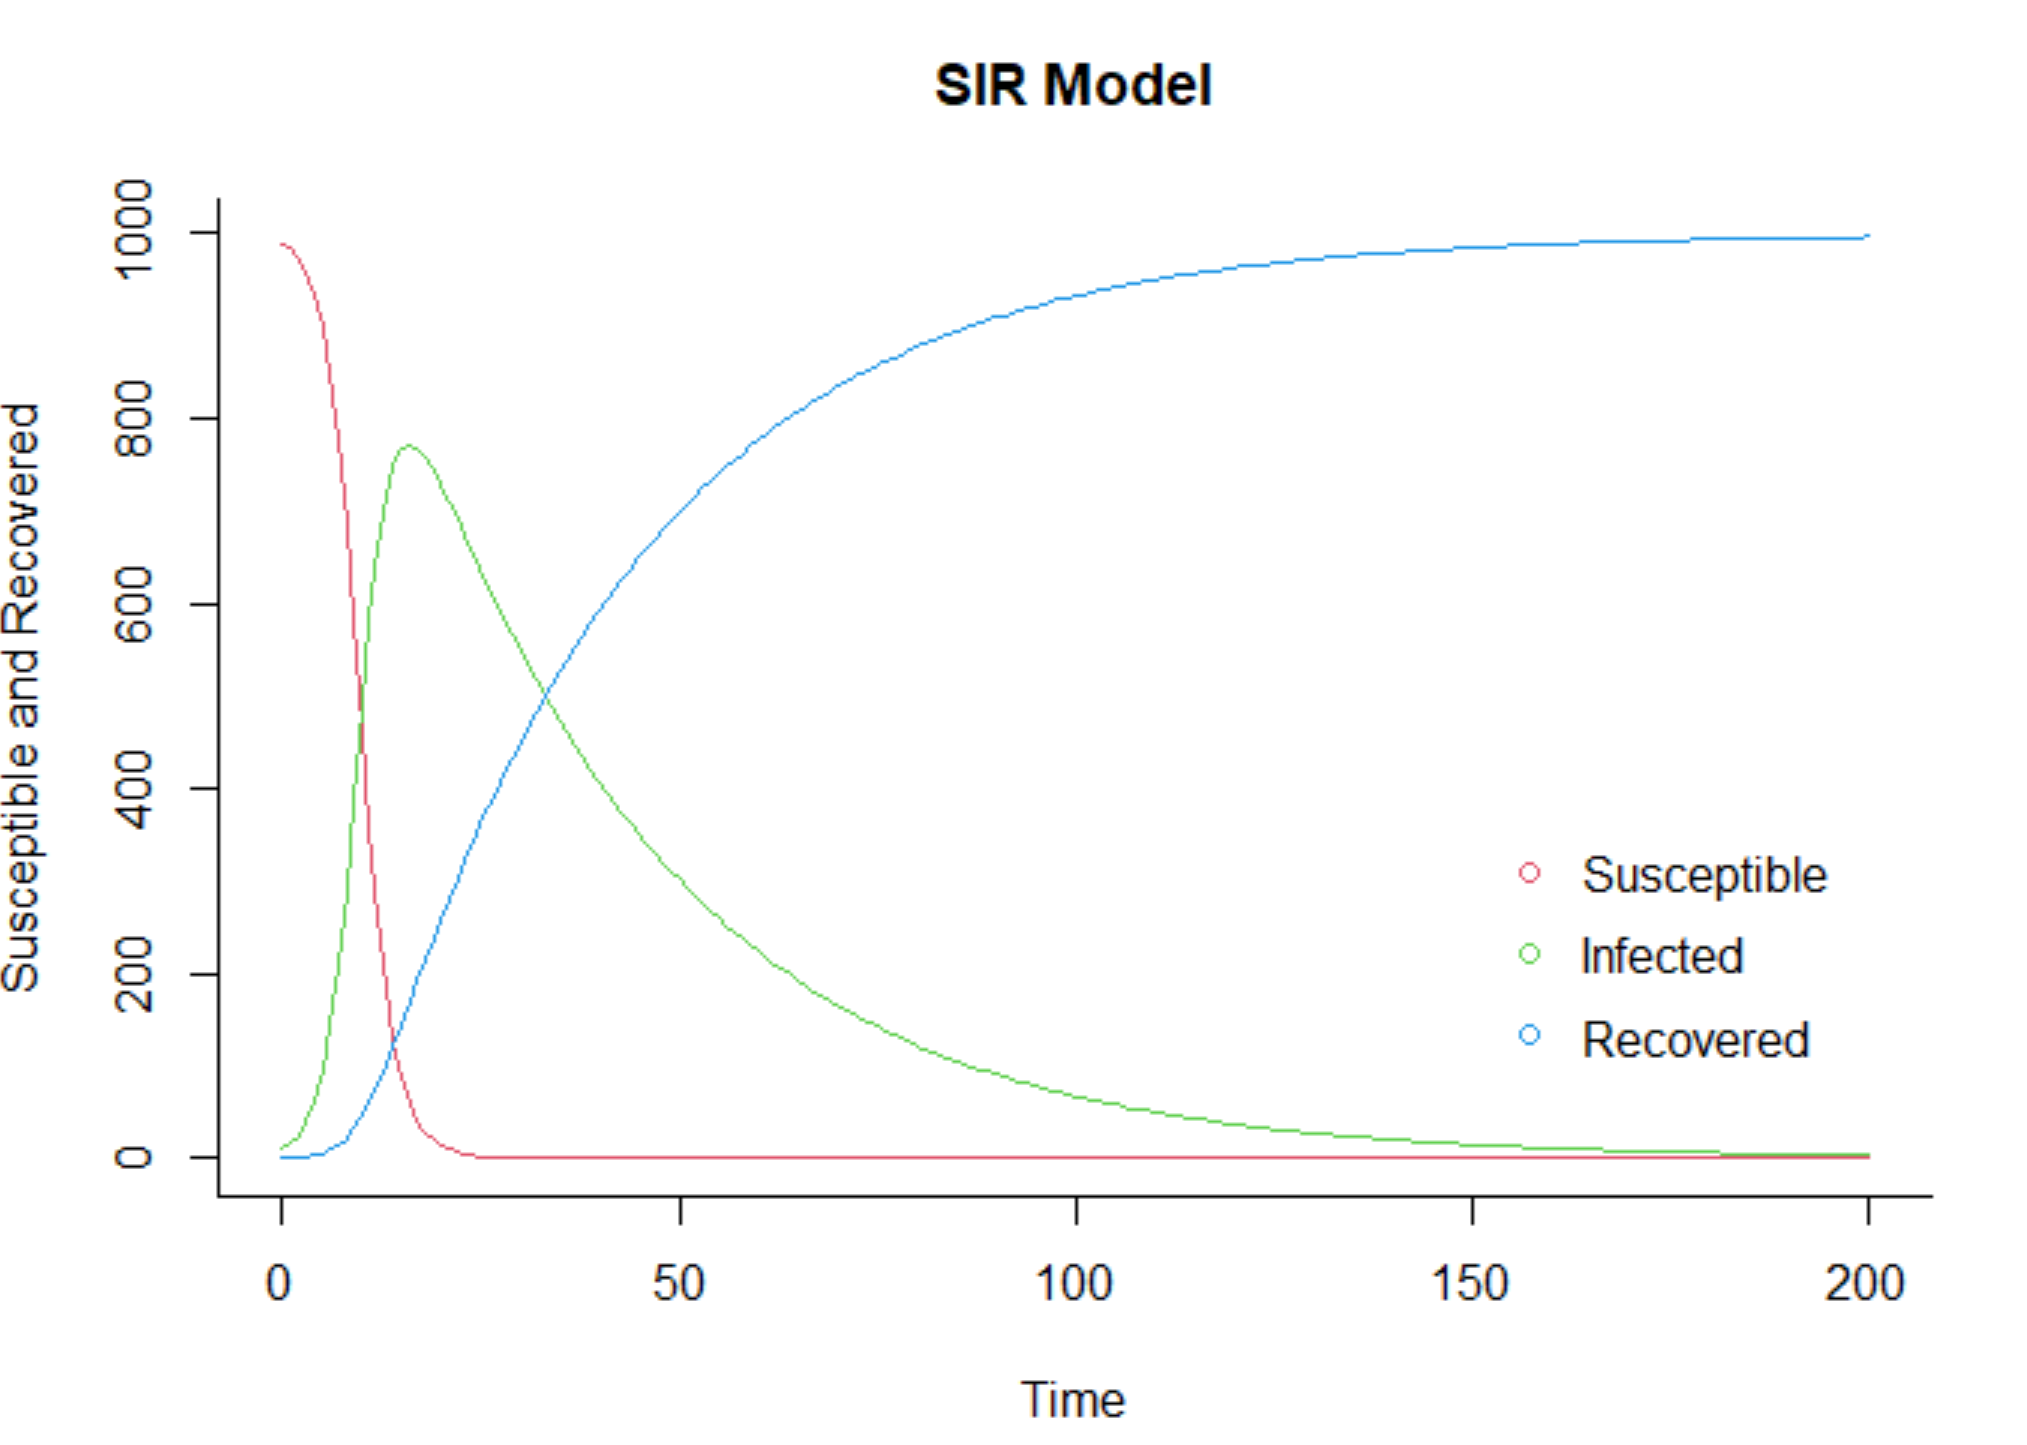 SIR Model
Susceptible and Recovered
1000
800
600
400
200
0
0 50 100 150 200
Time
Susceptible
Infected
Recovered